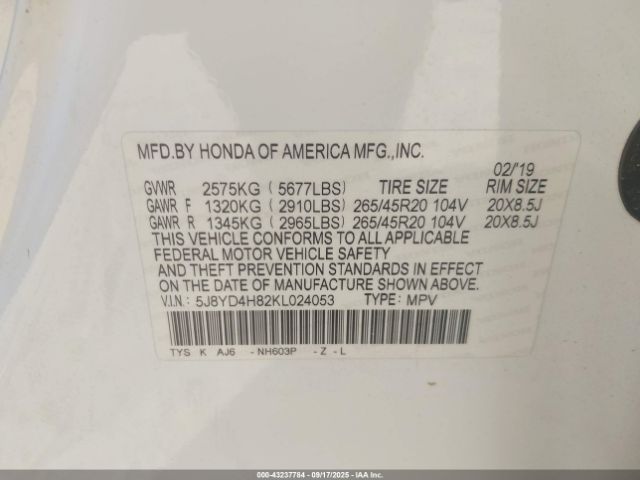 MFD.BY HONDA OF AMERICA MFG.,INC.
02/'19
GVWR 2575KG ( 5677LBS) TIRE SIZE RIM SIZE
GAWR F 1320KG ( 2910LBS) 265/45R20 104V 20X8.5J
GAWR R 1345KG ( 2965LBS) 265/45R20 104V 20X8.5J
THIS VEHICLE CONFORMS TO ALL APPLICABLE
FEDERAL MOTOR VEHICLE SAFETY
AND THEFT PREVENTION STANDARDS IN EFFECT
ON THE DATE OF MANUFACTURE SHOWN ABOVE.
V.I.N.: 5J8YD4H82KL024053 TYPE: MPV
TYS K AJ6 - NH603P - Z - L
000-43237764 - 09/17/2025 - IAA Inc.